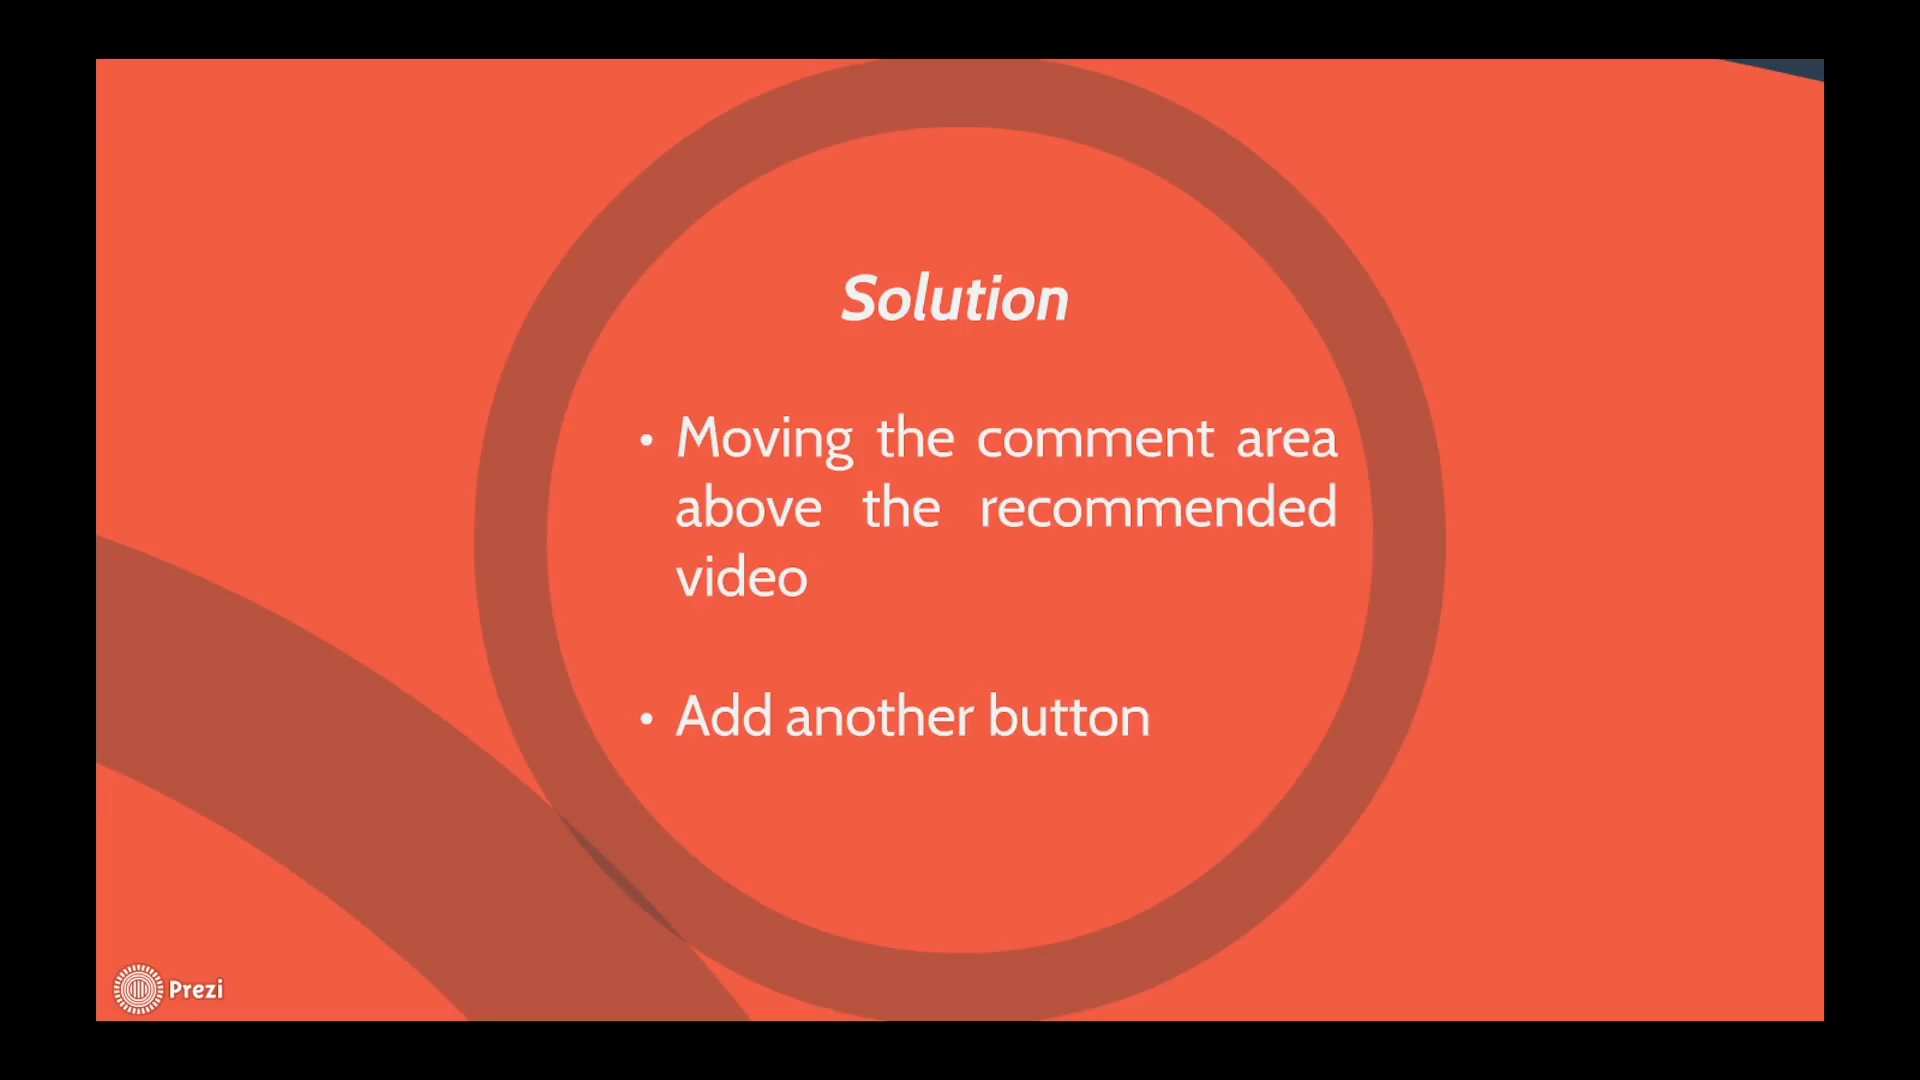 Solution
• Moving the comment area
above the recommended
video
• Add another button
Prezi